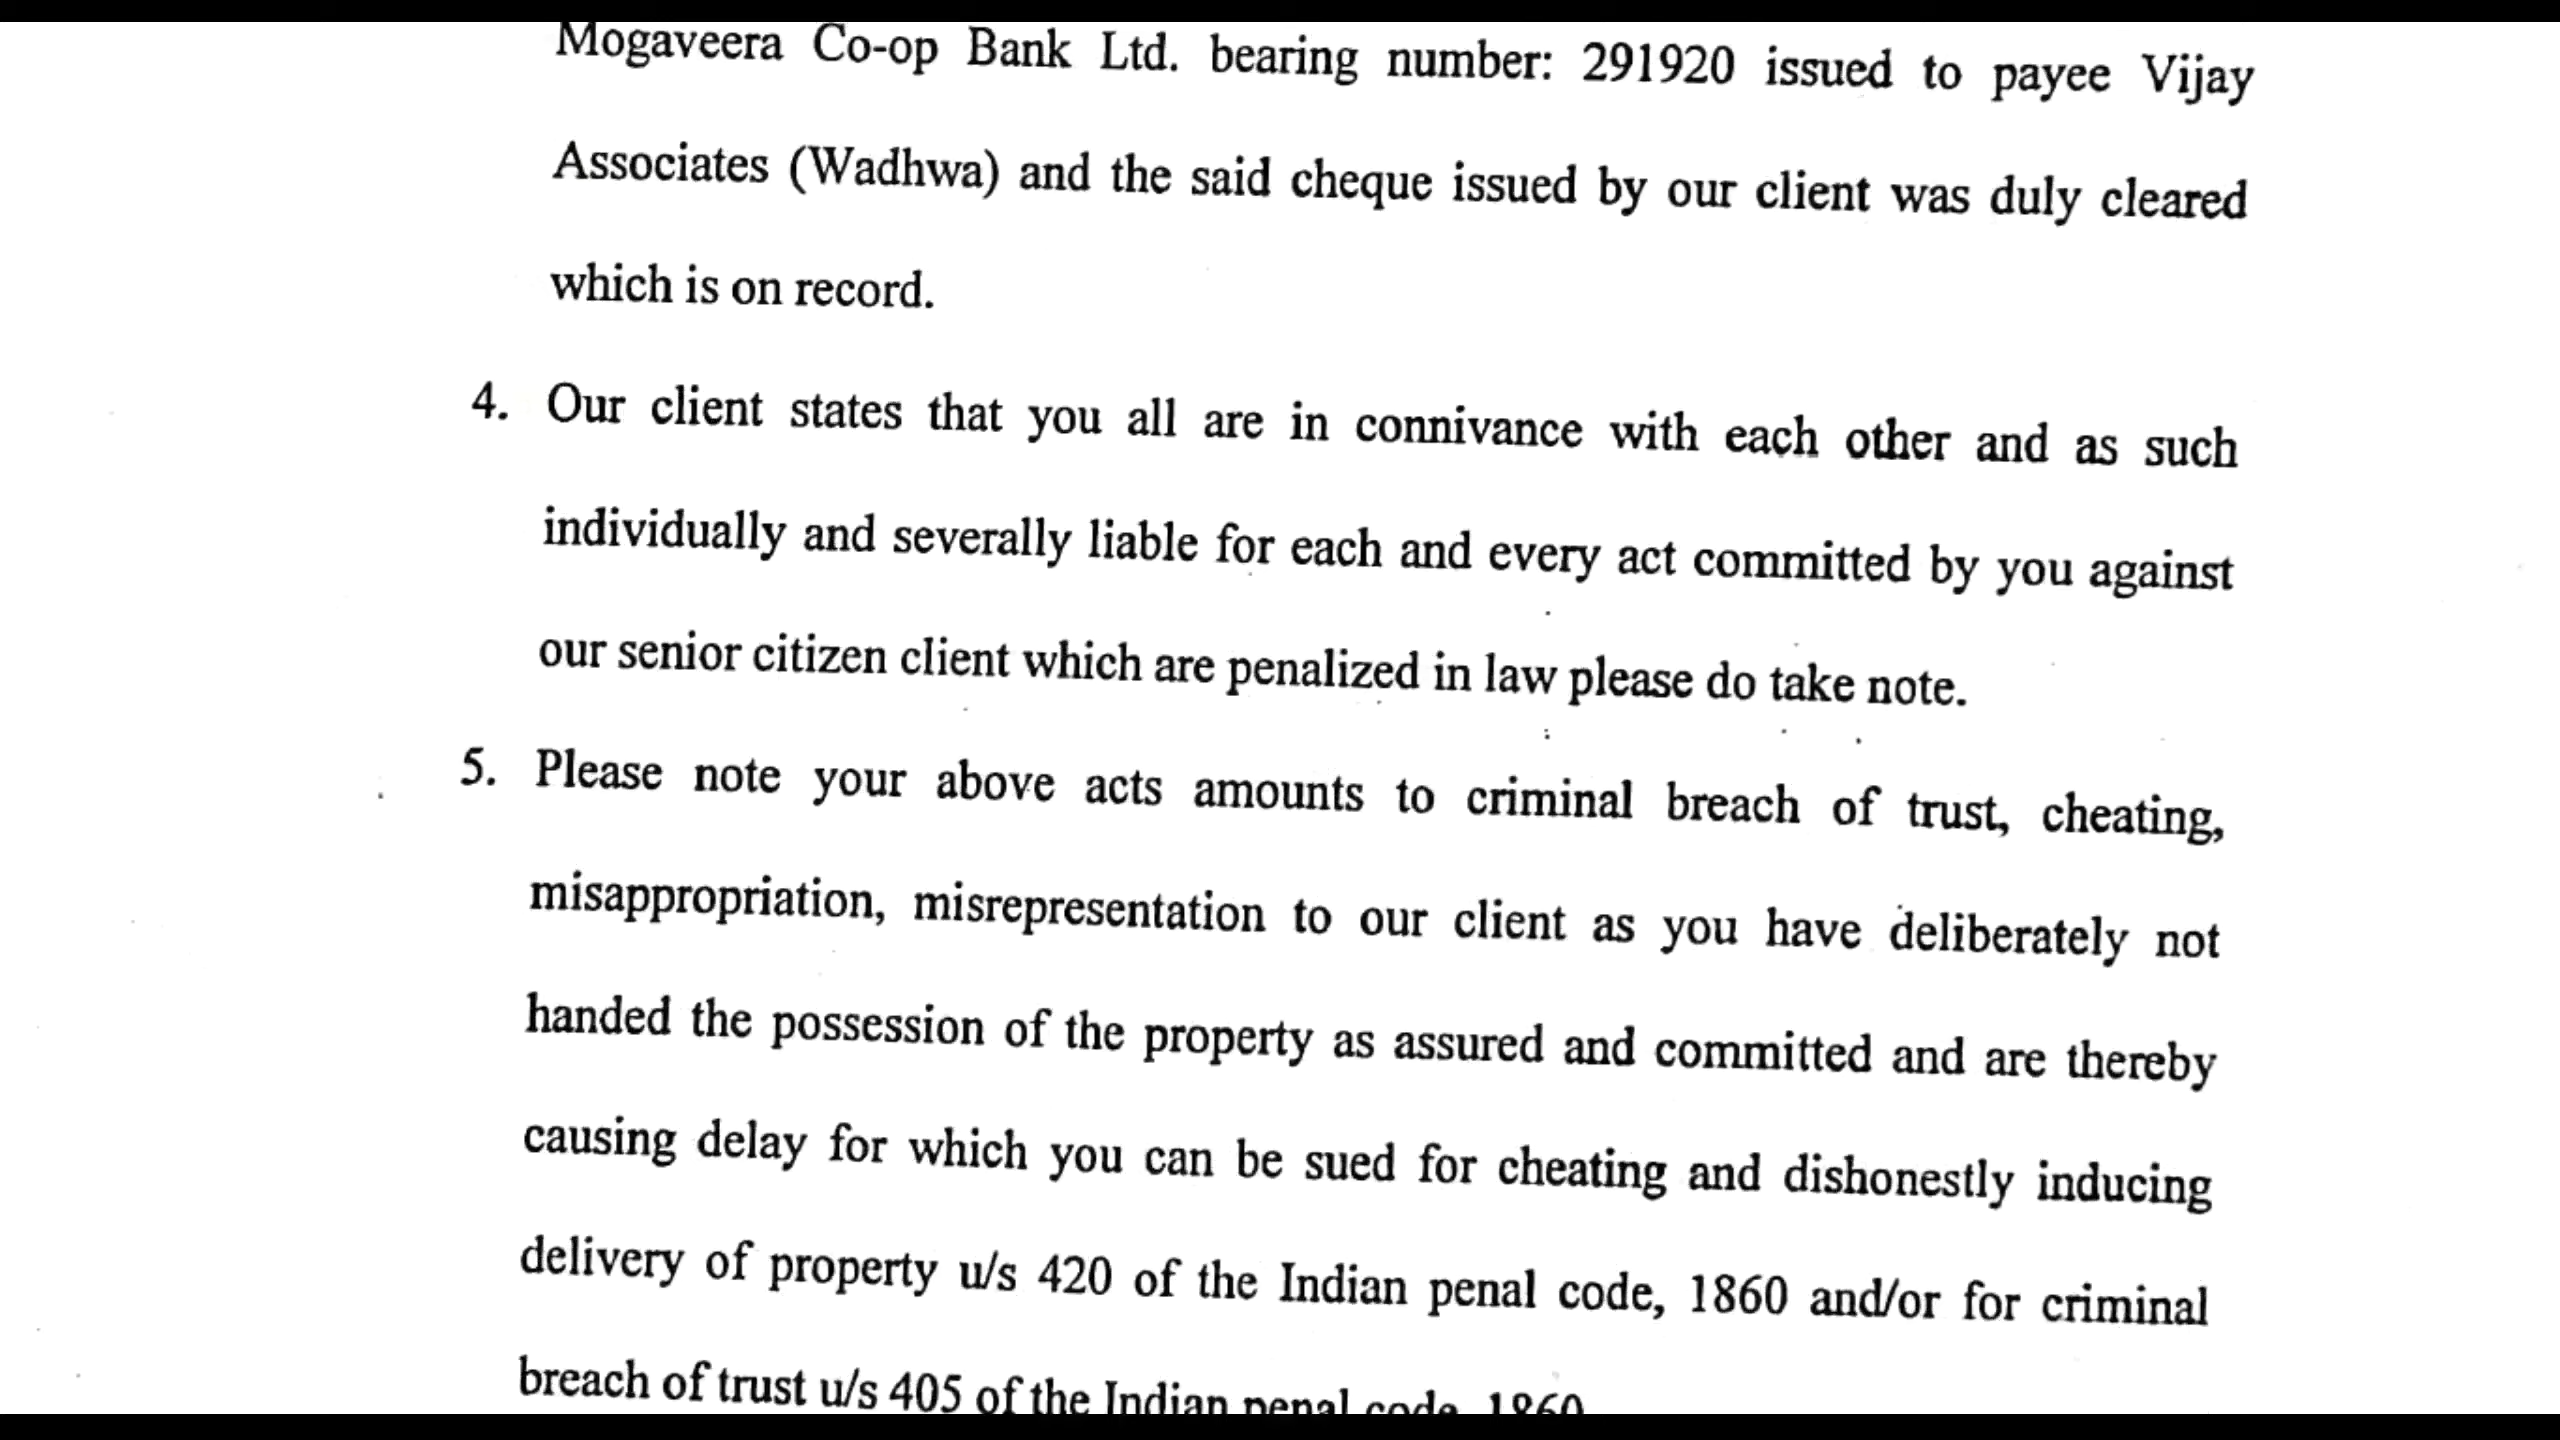 Mogaveera Co-op Bank Ltd. bearing number: 291920 issued to payee Vijay
Associates (Wadhwa) and the said cheque issued by our client was duly cleared
which is on record.
4. Our client states that you all are in connivance with each other and as such
individually and severally liable for each and every act committed by you against
our senior citizen client which are penalized in law please do take note.
5. Please note your above acts amounts to criminal breach of trust, cheating,
misappropriation, misrepresentation to our client as you have deliberately not
handed the possession of the property as assured and committed and are thereby
causing delay for which you can be sued for cheating and dishonestly inducing
delivery of property u/s 420 of the Indian penal code, 1860 and/or for criminal
breach of trust u/s 405 of the Indian penal code, 1860